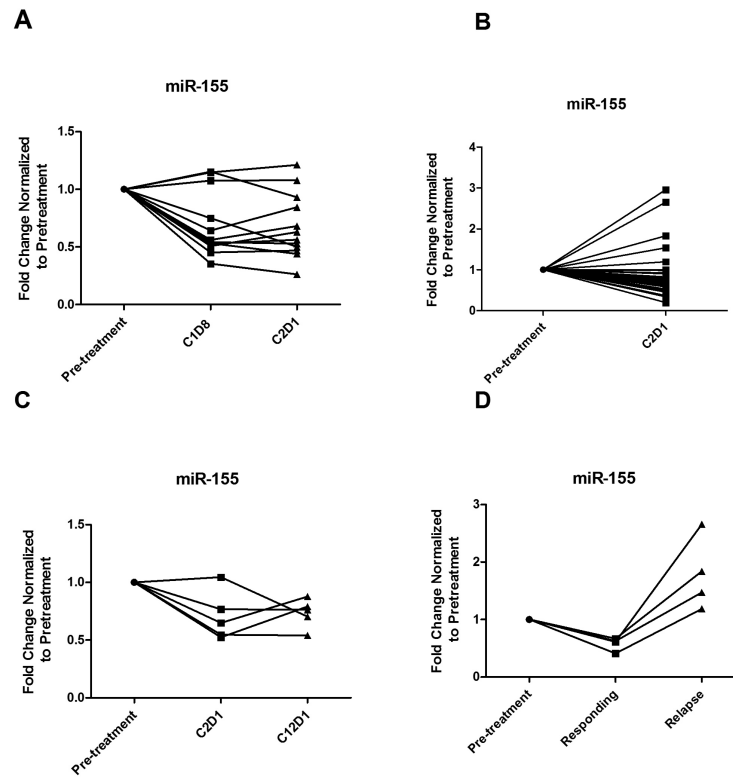 A
miR-155
Fold Change Normalized
to Pretreatment
1.5
1.0
0.5
0.0
Pre-treatment
C1D8
C2D1
B
miR-155
Fold Change Normalized
to Pretreatment
4
3
2
1
0
Pre-treatment
C2D1
C
miR-155
Fold Change Normalized
to Pretreatment
1.5
1.0
0.5
0.0
Pre-treatment
C2D1
C12D1
D
miR-155
Fold Change Normalized
to Pretreatment
3
2
1
0
Pre-treatment
Responding
Relapse